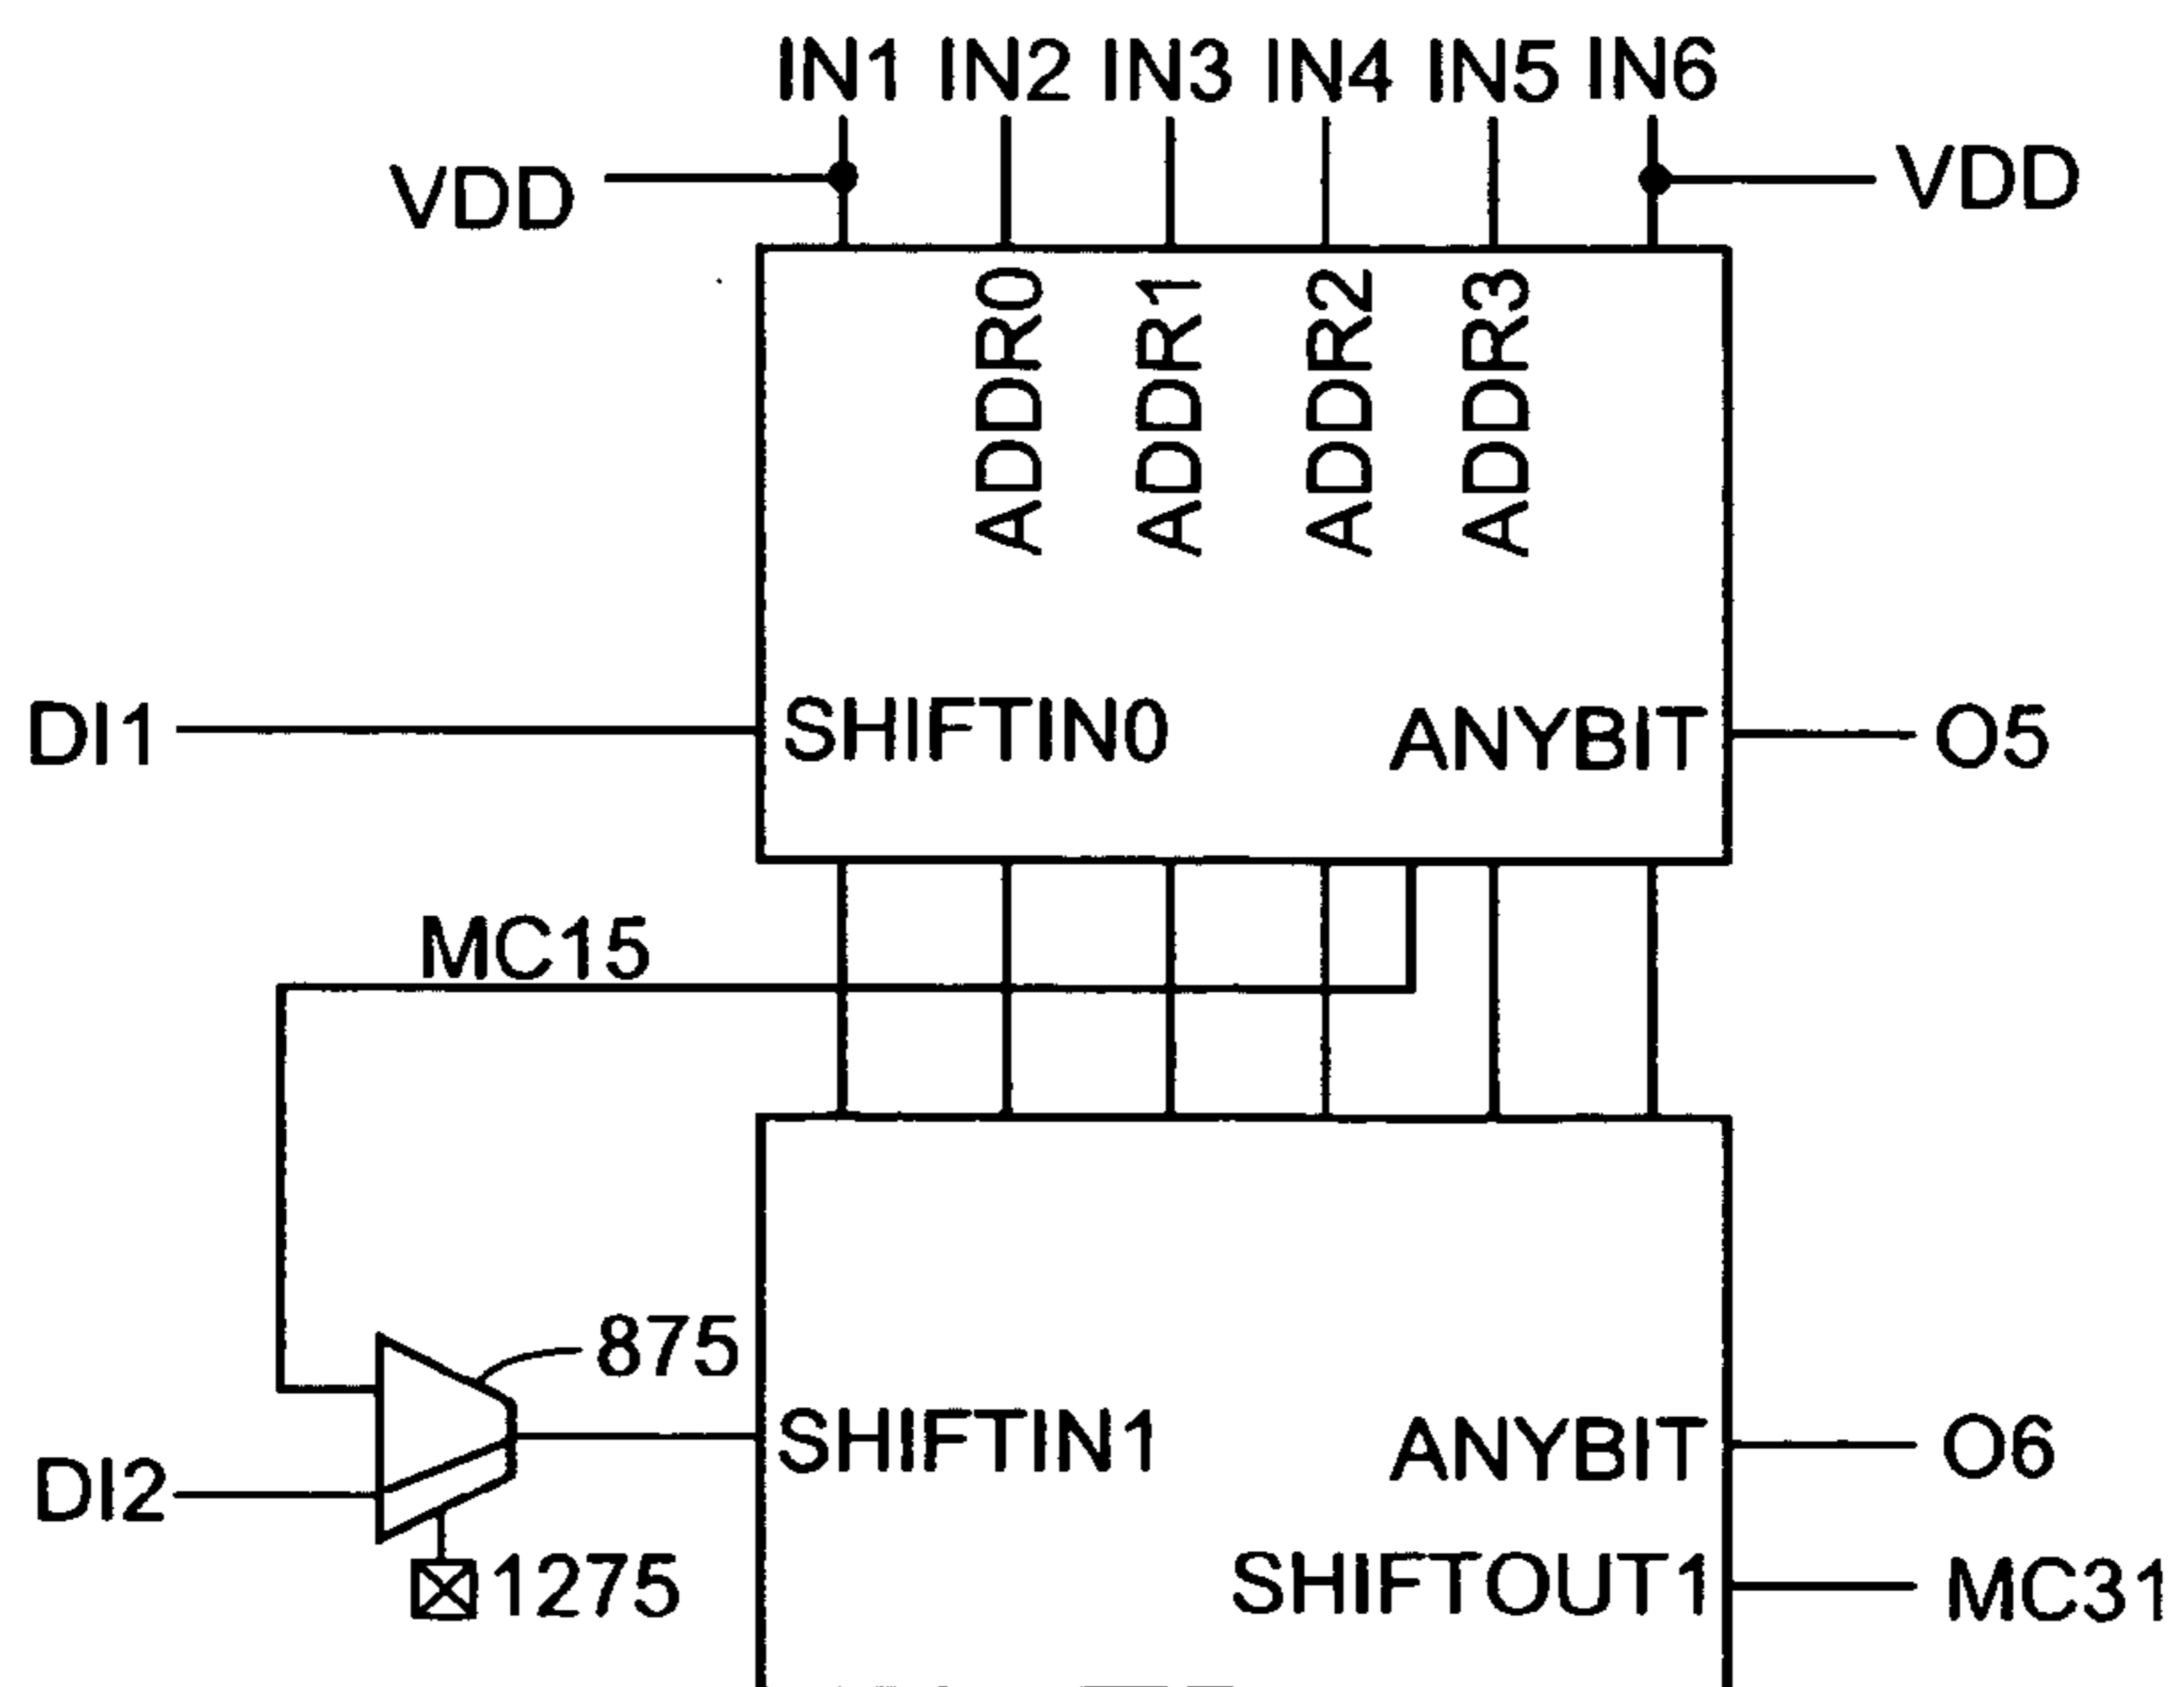 IN1 IN2 IN3 IN4 IN5 IN6
VDD
VDD
ADDR0
ADDR1
ADDR2
ADDR3
DI1
SHIFTIN0
ANYBIT
O5
MC15
875
SHIFTIN1
ANYBIT
O6
DI2
1275
SHIFTOUT1
MC31